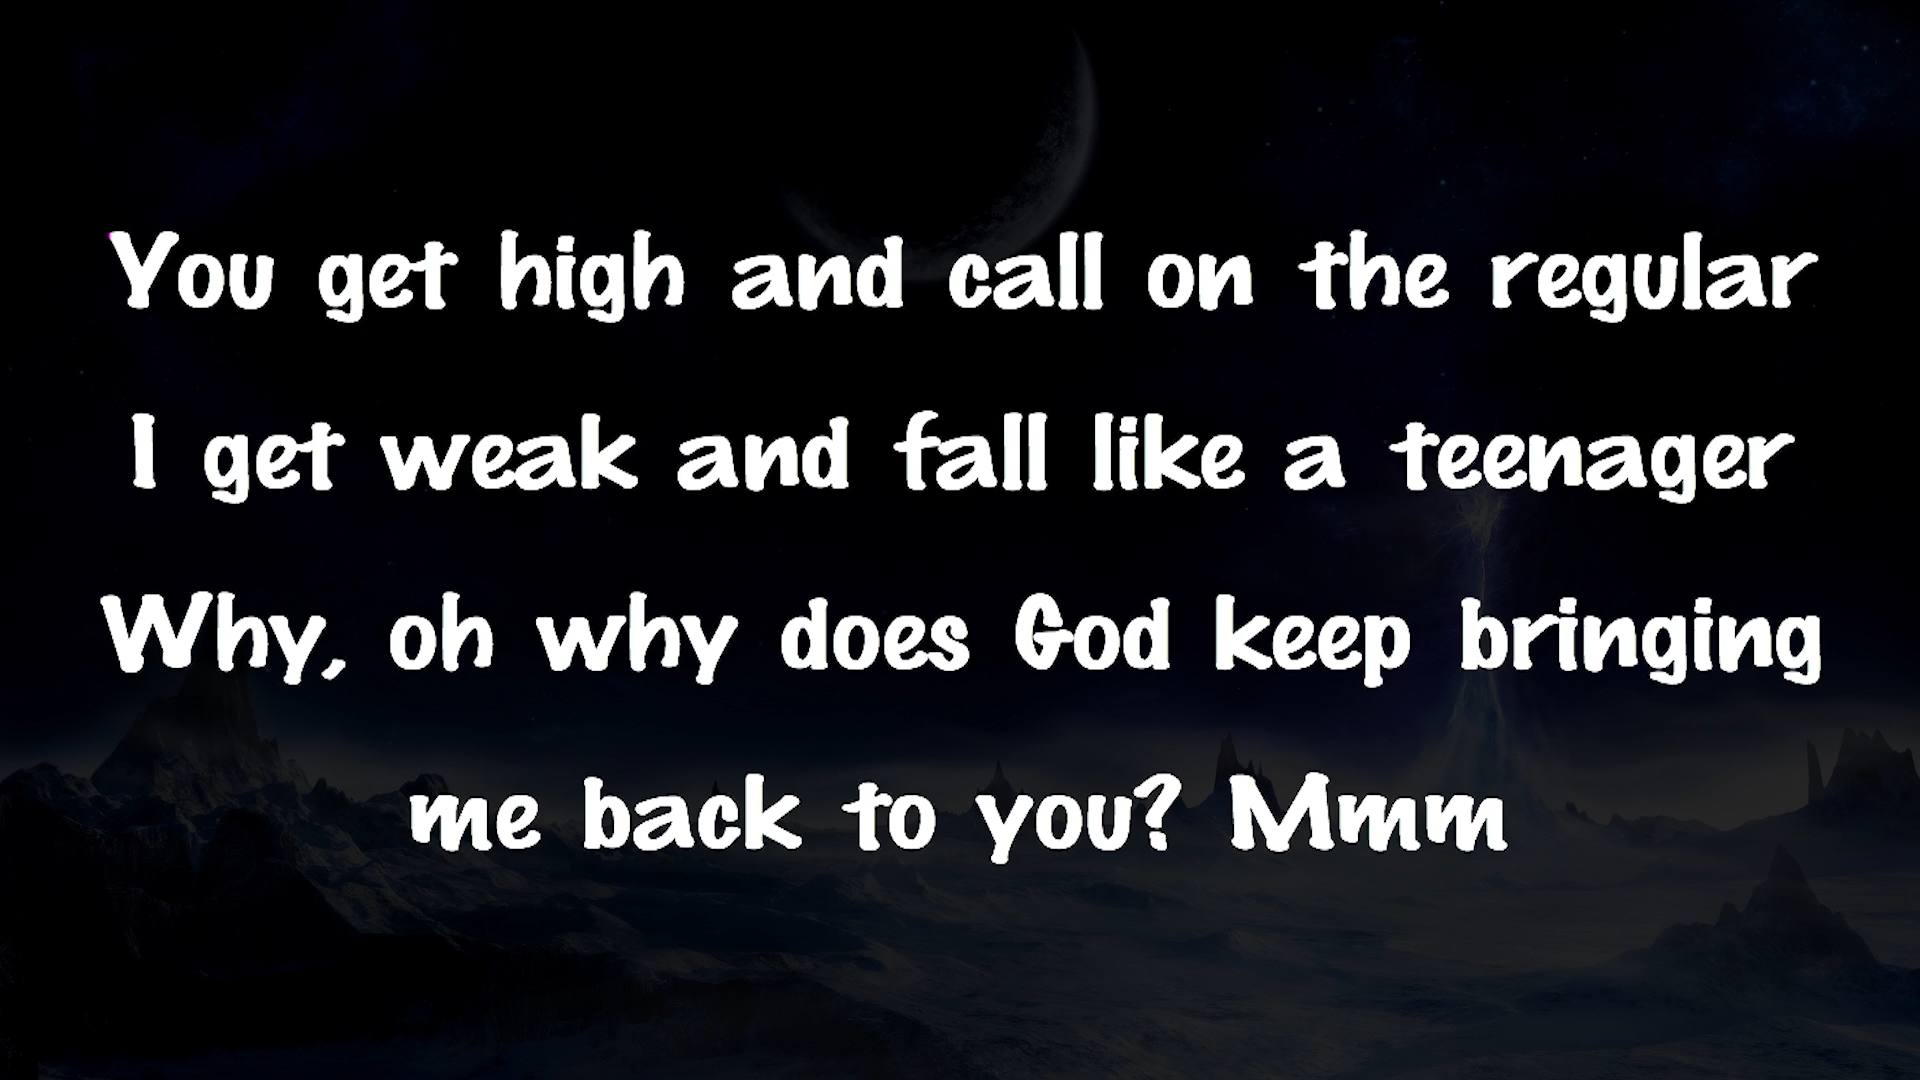 You get high and call on the regular
I get weak and fall like a teenager
Why, oh why does God keep bringing
me back to you? Mmm